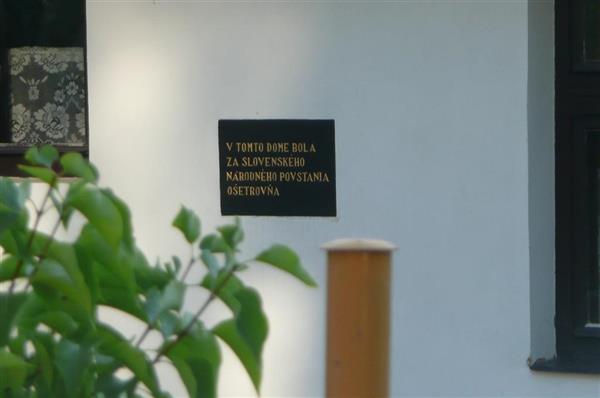 V TOMTO DOME BOLA
ZA SLOVENSKÉHO
NÁRODNÉHO POVSTANIA
OŠETROVŇA